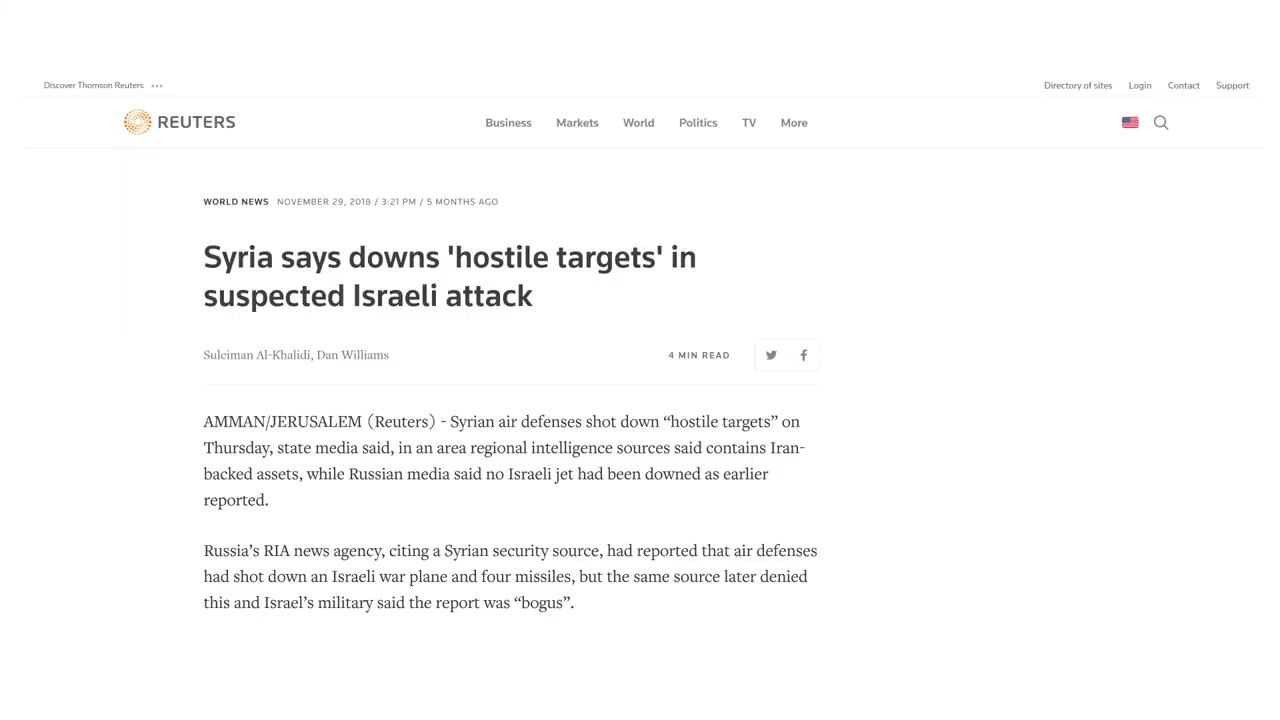 Discover Thomson Reuters •••
Directory of sites Login Contact Support
REUTERS
Business Markets World Politics TV More
WORLD NEWS NOVEMBER 29, 2018 / 3:21 PM / 5 MONTHS AGO
Syria says downs 'hostile targets' in
suspected Israeli attack
Suleiman Al-Khalidi, Dan Williams
4 MIN READ
AMMAN/JERUSALEM (Reuters) - Syrian air defenses shot down “hostile targets” on
Thursday, state media said, in an area regional intelligence sources said contains Iran-
backed assets, while Russian media said no Israeli jet had been downed as earlier
reported.
Russia’s RIA news agency, citing a Syrian security source, had reported that air defenses
had shot down an Israeli war plane and four missiles, but the same source later denied
this and Israel’s military said the report was “bogus”.